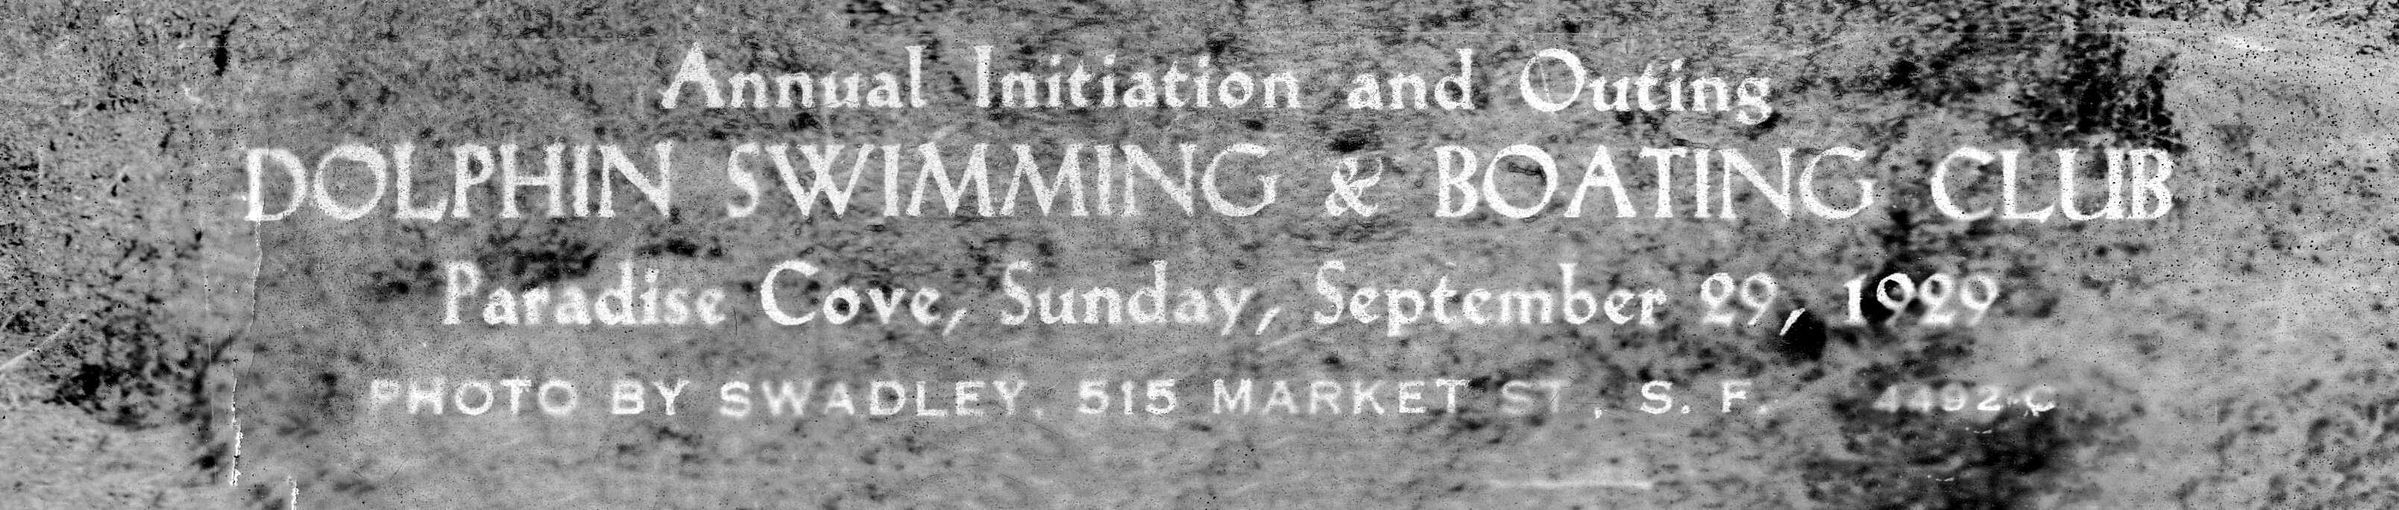 Annual Initiation and Outing
DOLPHIN SWIMMING & BOATING CLUB
Paradise Cove, Sunday, September 29, 1929
PHOTO BY SWADLEY. 515 MARKET ST., S. F. 4492-C